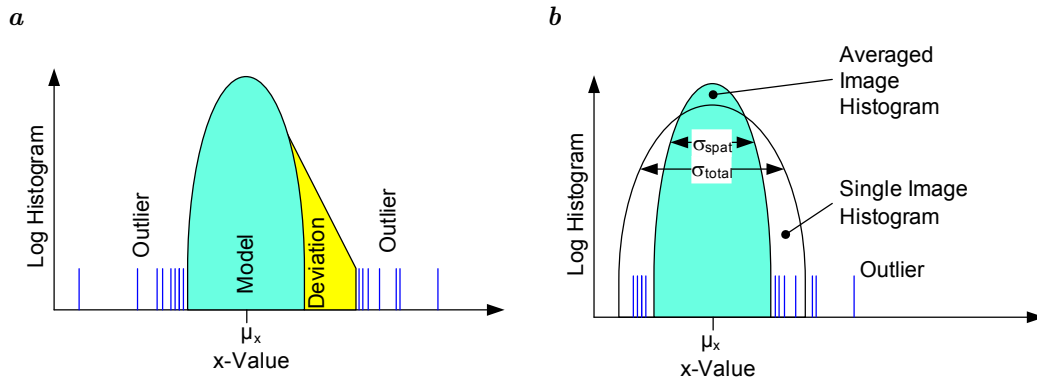 a
Log Histogram
Outlier
Model
Deviation
Outlier
μx
x-Value
b
Averaged
Image
Histogram
Log Histogram
σspat
σtotal
Single Image
Histogram
Outlier
μx
x-Value